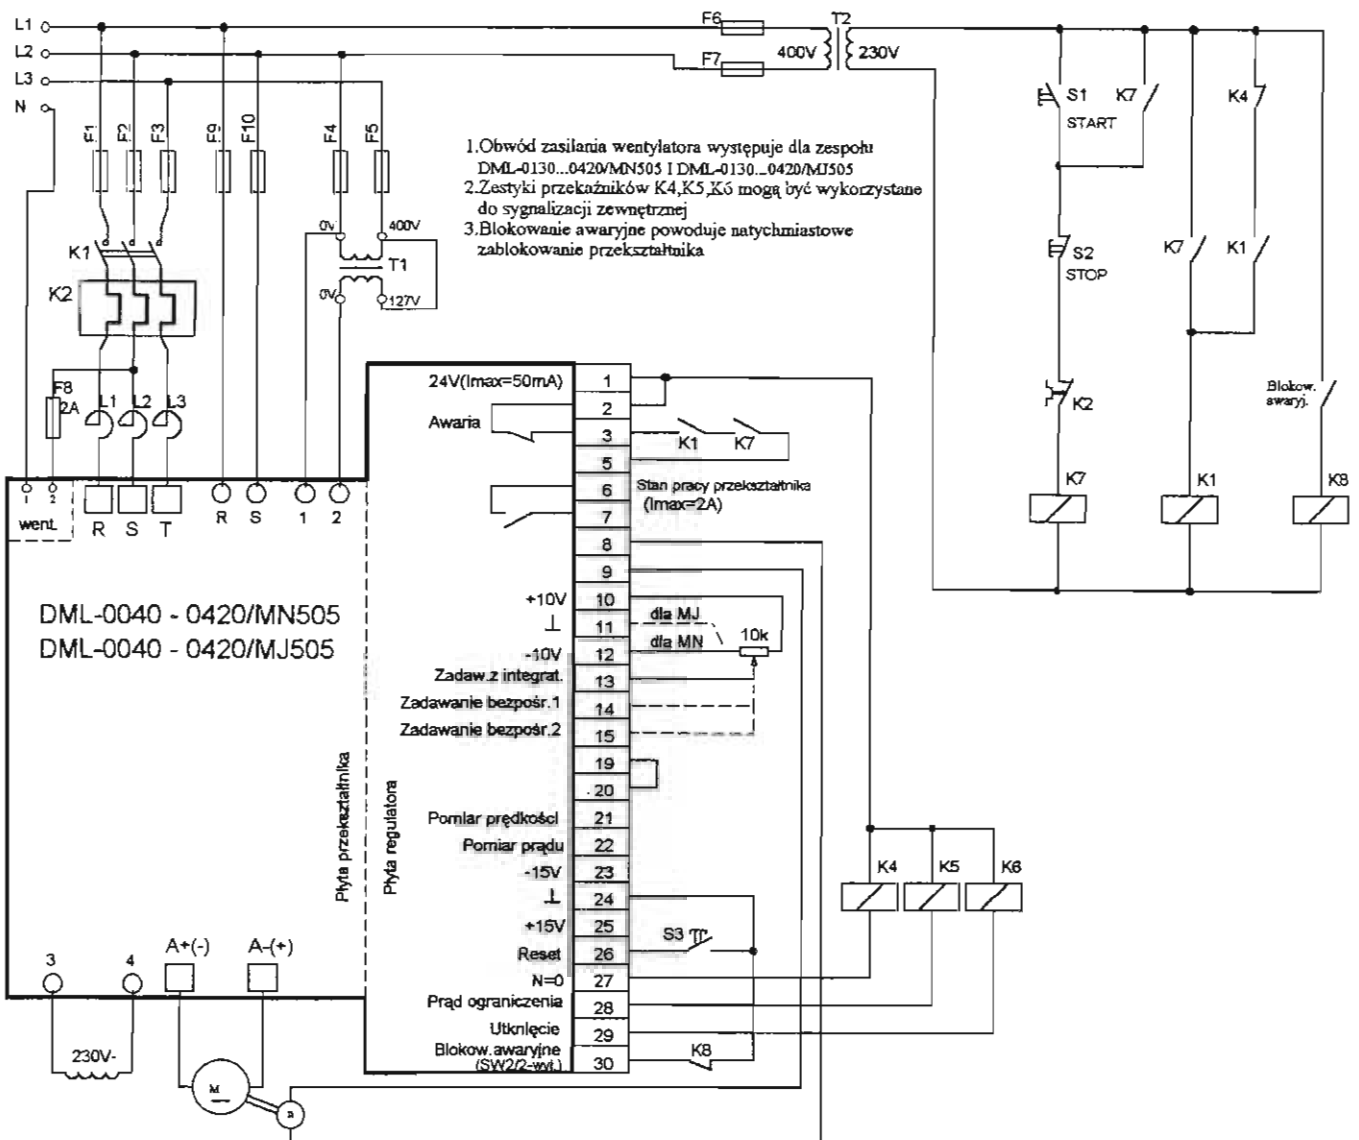 L1
L2
L3
N
F1
F2
F3
F9
F10
F4
F5
F6
F7
T2
400V
230V
1.Obwód zasilania wentylatora występuje dla zespołu
DML-0130...0420/MN505 I DML-0130...0420/MJ505
2.Zestyki przekaźników K4,K5,K6 mogą być wykorzystane
do sygnalizacji zewnętrznej
3.Blokowanie awaryjne powoduje natychmiastowe
zablokowanie przekształtnika
S1
START
K7
K4
S2
STOP
K7
K1
K2
Blokow.
awaryj.
K7
K1
K8
K1
K2
0V
400V
T1
0V
127V
F8
2A
L1
L2
L3
1
2
went.
R
S
T
R
S
1
2
DML-0040 - 0420/MN505
DML-0040 - 0420/MJ505
Płyta przekształtnika
Płyta regulatora
24V(Imax=50mA)
1
2
Awaria
3
K1
K7
5
6
Stan pracy przekształtnika
(Imax=2A)
7
8
9
+10V
10
dla MJ
⊥
11
dla MN
10k
-10V
12
Zadaw.z integrat.
13
Zadawanie bezpośr.1
14
Zadawanie bezpośr.2
15
19
20
Pomiar prędkości
21
Pomiar prądu
22
-15V
23
⊥
24
+15V
25
S3
Reset
26
N=0
27
Prąd ograniczenia
28
Utknięcie
29
Blokow.awaryjne
(SW2/2-wył.)
30
K8
K4
K5
K6
3
4
A+(-)
A-(+)
230V-
M